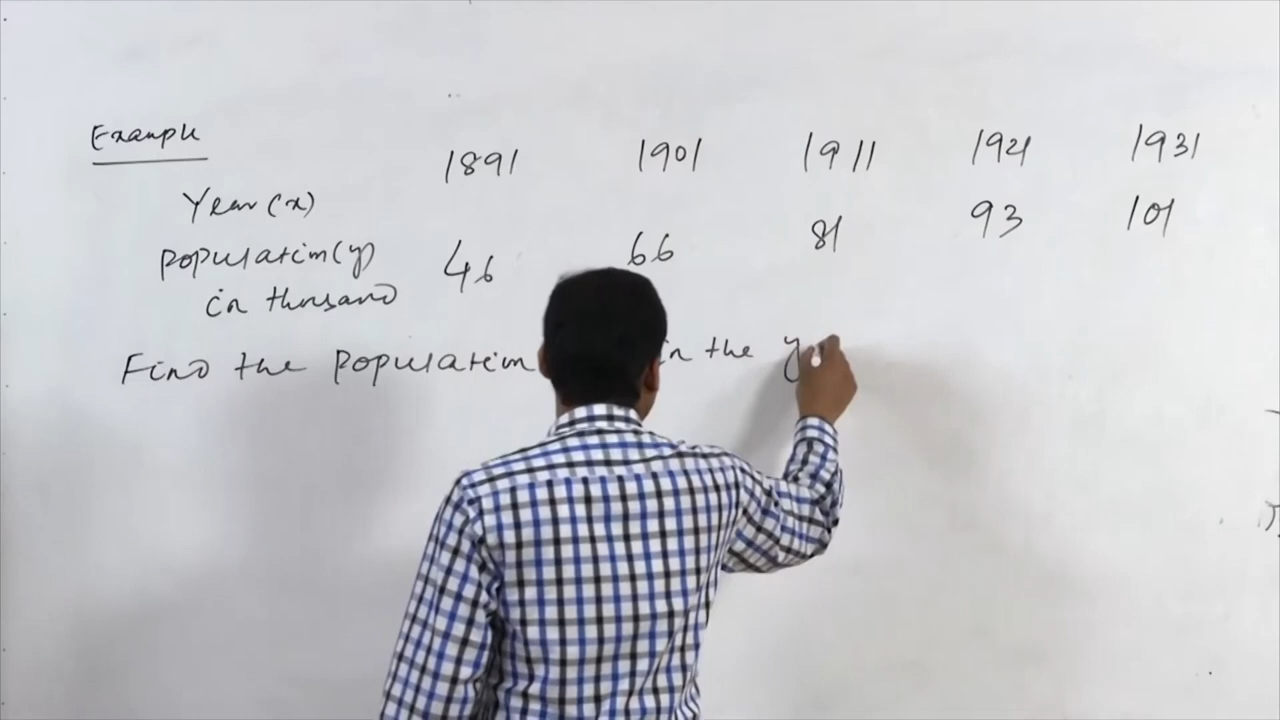 Example
Year (x) 1891 1901 1911 1921 1931
Population (y) 46 66 81 93 101
in thousand
Find the population in the y